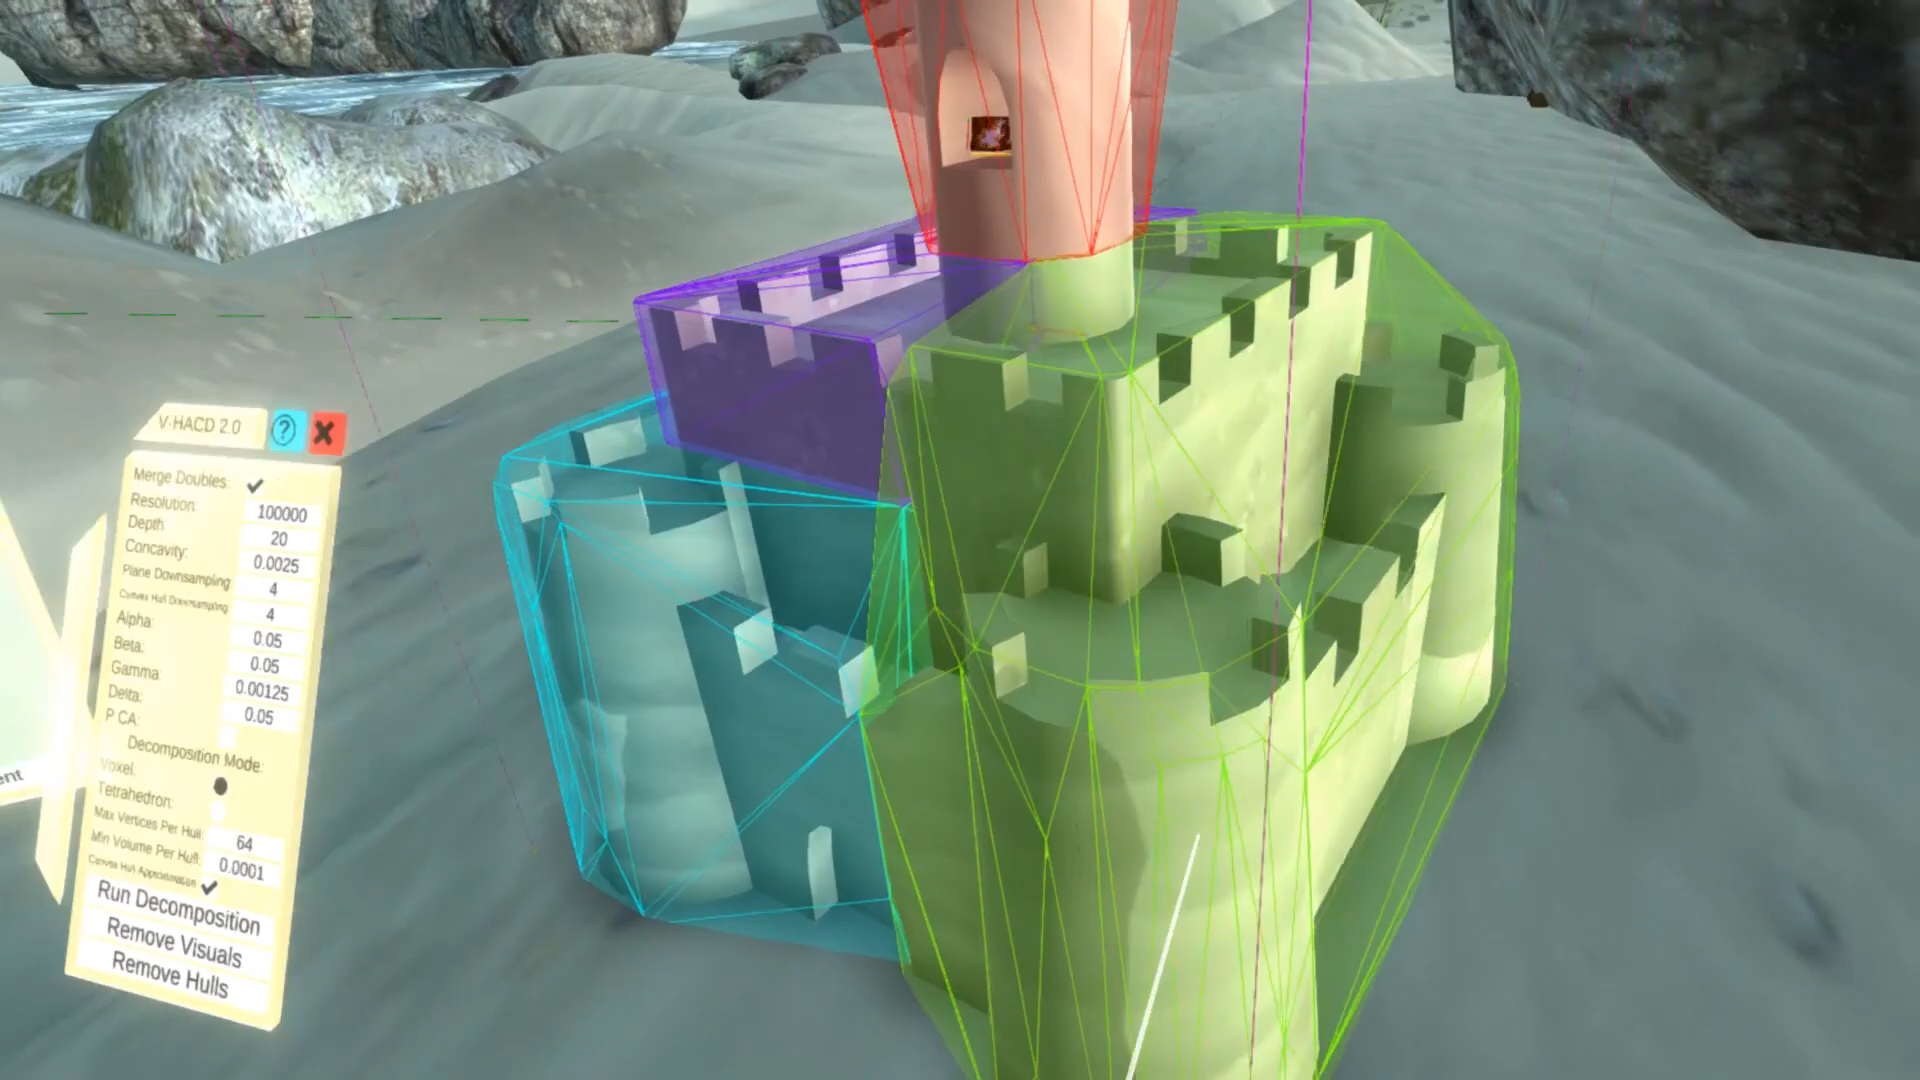 V-HACD 2.0
Merge Doubles:
Resolution: 100000
Depth: 20
Concavity: 0.0025
Plane Downsampling 4
Convex Hull Downsampling 4
Alpha: 0.05
Beta: 0.05
Gamma: 0.00125
Delta: 0.05
P CA:
Decomposition Mode:
Voxel:
Tetrahedron:
Max Vertices Per Hull: 64
Min Volume Per Hull: 0.0001
Convex Hull Approximation
Run Decomposition
Remove Visuals
Remove Hulls
ent